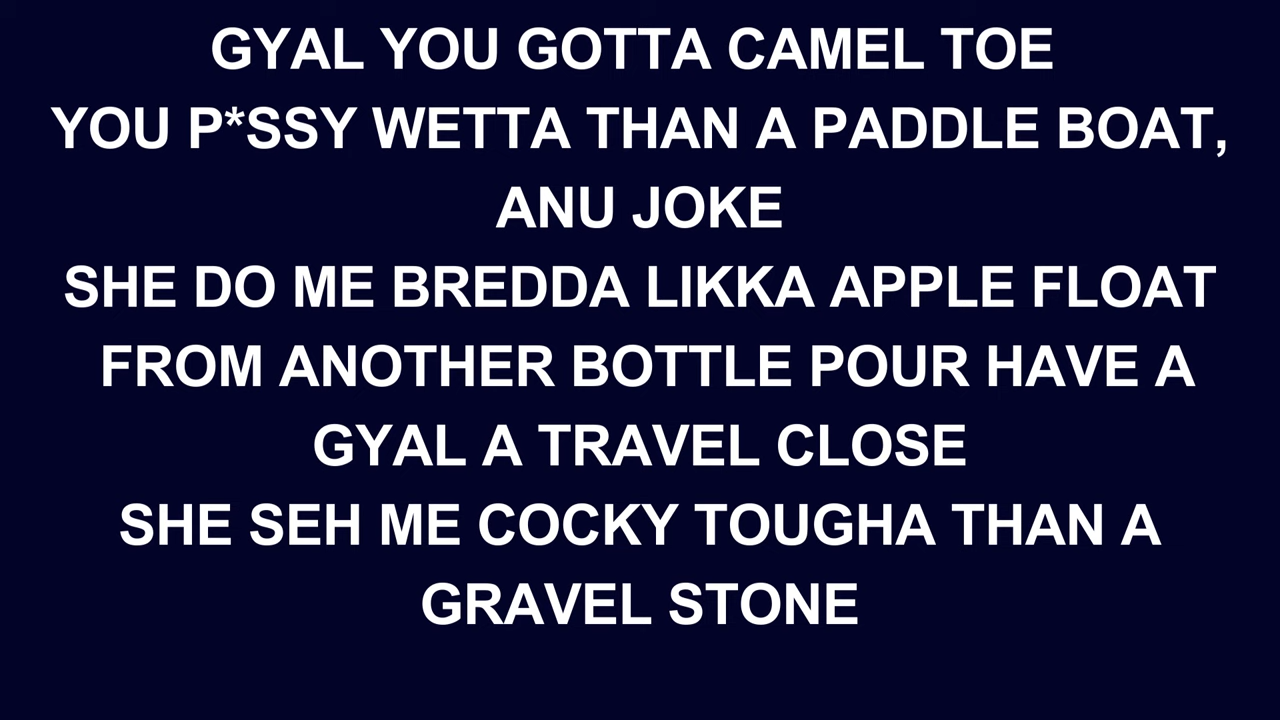 GYAL YOU GOTTA CAMEL TOE
YOU P*SSY WETTA THAN A PADDLE BOAT,
ANU JOKE
SHE DO ME BREDDA LIKKA APPLE FLOAT
FROM ANOTHER BOTTLE POUR HAVE A
GYAL A TRAVEL CLOSE
SHE SEH ME COCKY TOUGHA THAN A
GRAVEL STONE